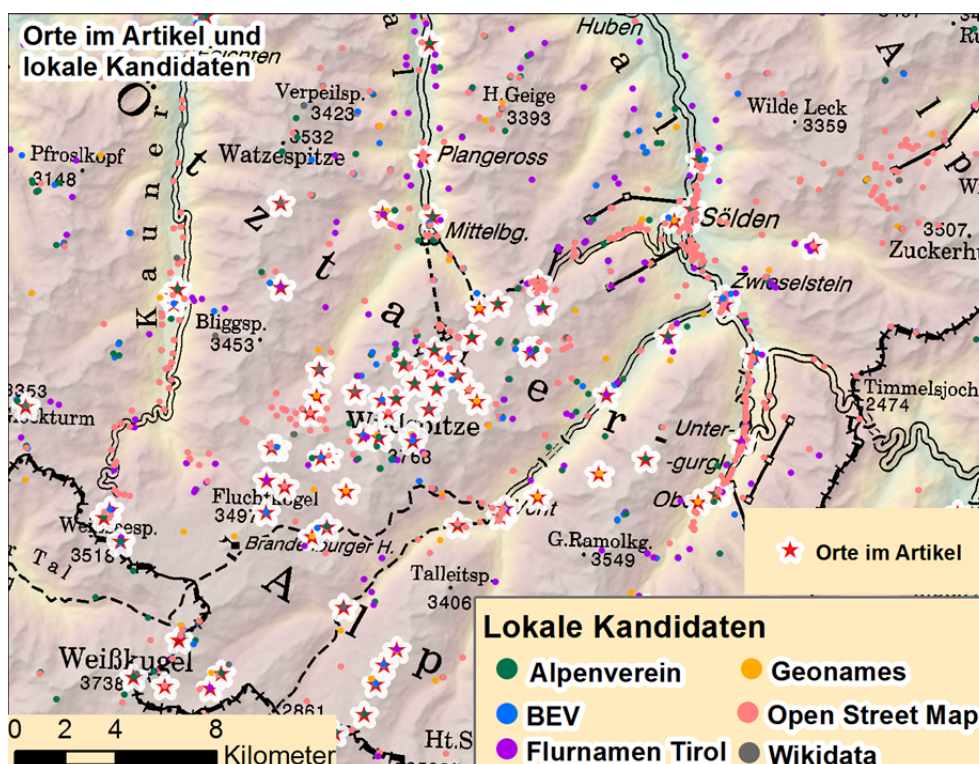 Orte im Artikel und
lokale Kandidaten
Huben
Verpeilsp.
3423
3532
Watzespitze
H.Geige
3393
Wilde Leck
3359
Pfroslkopf
3148
Plangeross
Mittelbg.
Sölden
3507
Zwieselstein
Kauner
Ötztaler
Alp
Bliggsp.
3453
3353
Timmelsjoch
2474
Unter-
-gurgl
Fluchtkogel
3497
3518
Brandenburger H.
G.Ramolkg.
3549
Tal
Talleitsp.
3406
Weißkugel
3738
2861
Ht.S
0 2 4 8
Kilometer
Orte im Artikel
Lokale Kandidaten
Alpenverein
BEV
Flurnamen Tirol
Geonames
Open Street Map
Wikidata